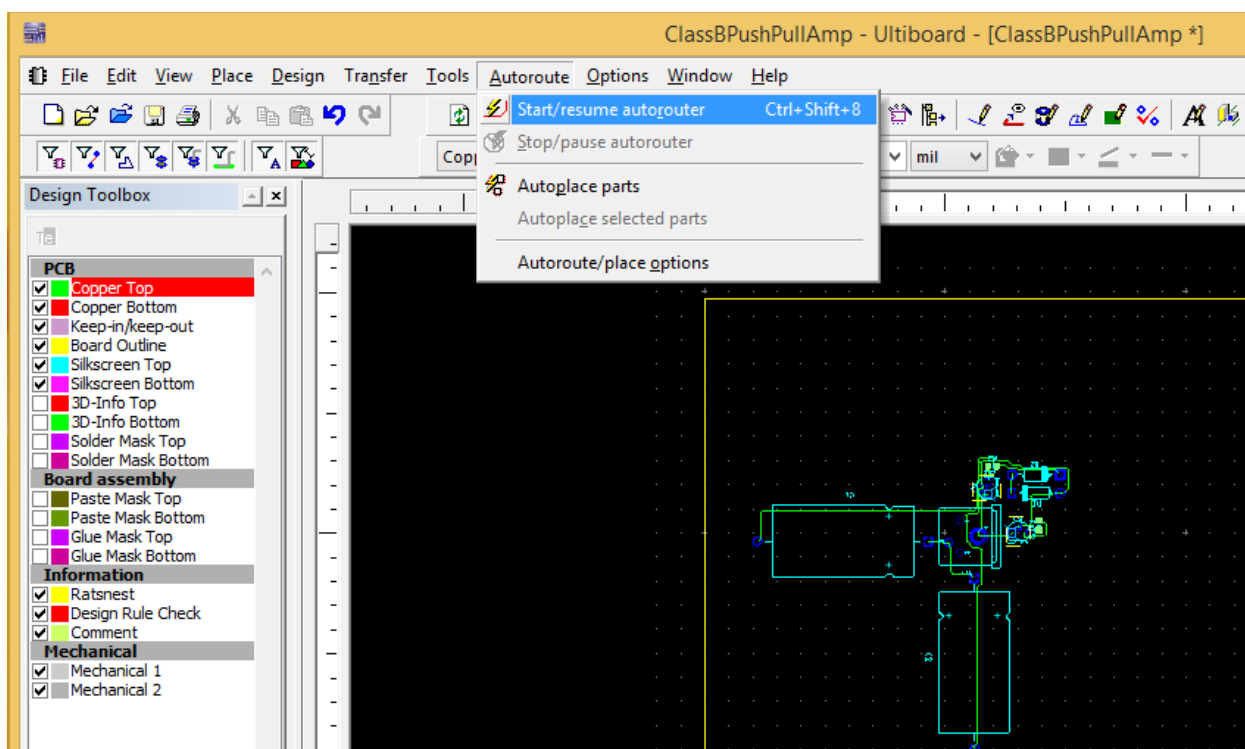 ClassBPushPullAmp - Ultiboard - [ClassBPushPullAmp *]
File Edit View Place Design Transfer Tools Autoroute Options Window Help
Start/resume autorouter Ctrl+Shift+8
Stop/pause autorouter
Autoplace parts
Autoplace selected parts
Autoroute/place options
mil
Design Toolbox
PCB
Copper Top
Copper Bottom
Keep-in/keep-out
Board Outline
Silkscreen Top
Silkscreen Bottom
3D-Info Top
3D-Info Bottom
Solder Mask Top
Solder Mask Bottom
Board assembly
Paste Mask Top
Paste Mask Bottom
Glue Mask Top
Glue Mask Bottom
Information
Ratsnest
Design Rule Check
Comment
Mechanical
Mechanical 1
Mechanical 2